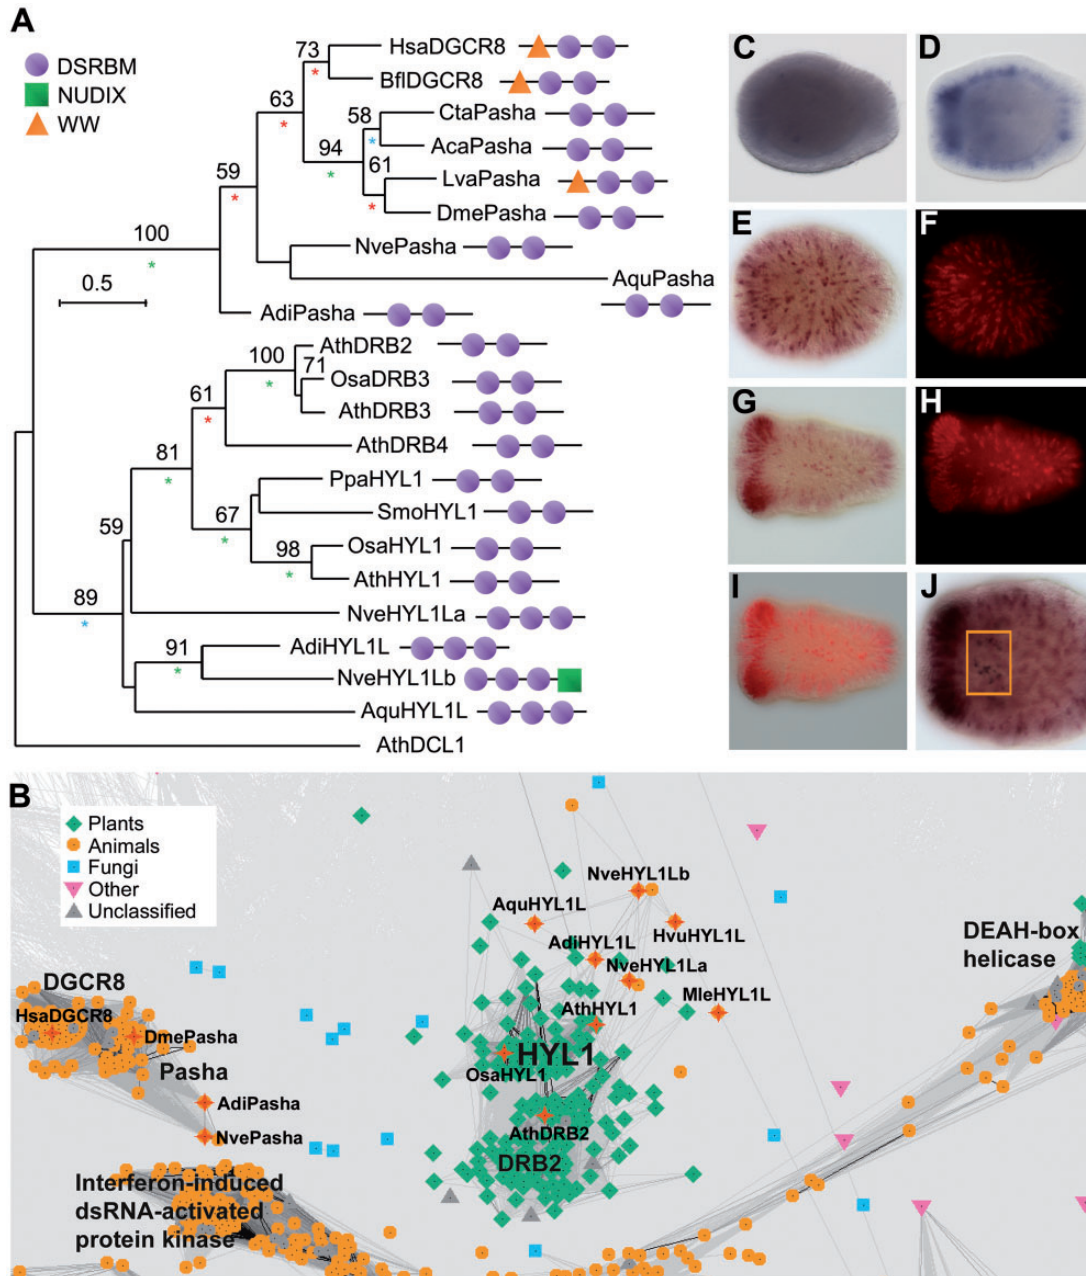 A
DSRBM
NUDIX
WW
73
HsaDGCR8
BflDGCR8
63
58
CtaPasha
AcaPasha
94
61
LvaPasha
DmePasha
59
NvePasha
AquPasha
100
*
0.5
AdiPasha
AthDRB2
100
71
OsaDRB3
AthDRB3
61
AthDRB4
81
PpaHYL1
SmoHYL1
67
59
OsaHYL1
98
AthHYL1
89
NveHYL1La
AdiHYL1L
91
NveHYL1Lb
AquHYL1L
AthDCL1
C
D
E
F
G
H
I
J
B
Plants
Animals
Fungi
Other
Unclassified
NveHYL1Lb
AquHYL1L
HvuHYL1L
AdiHYL1L
NveHYL1La
MleHYL1L
AthHYL1
HYL1
OsaHYL1
AthDRB2
DRB2
DEAH-box
helicase
DGCR8
HsaDGCR8
DmePasha
Pasha
AdiPasha
NvePasha
Interferon-induced
dsRNA-activated
protein kinase